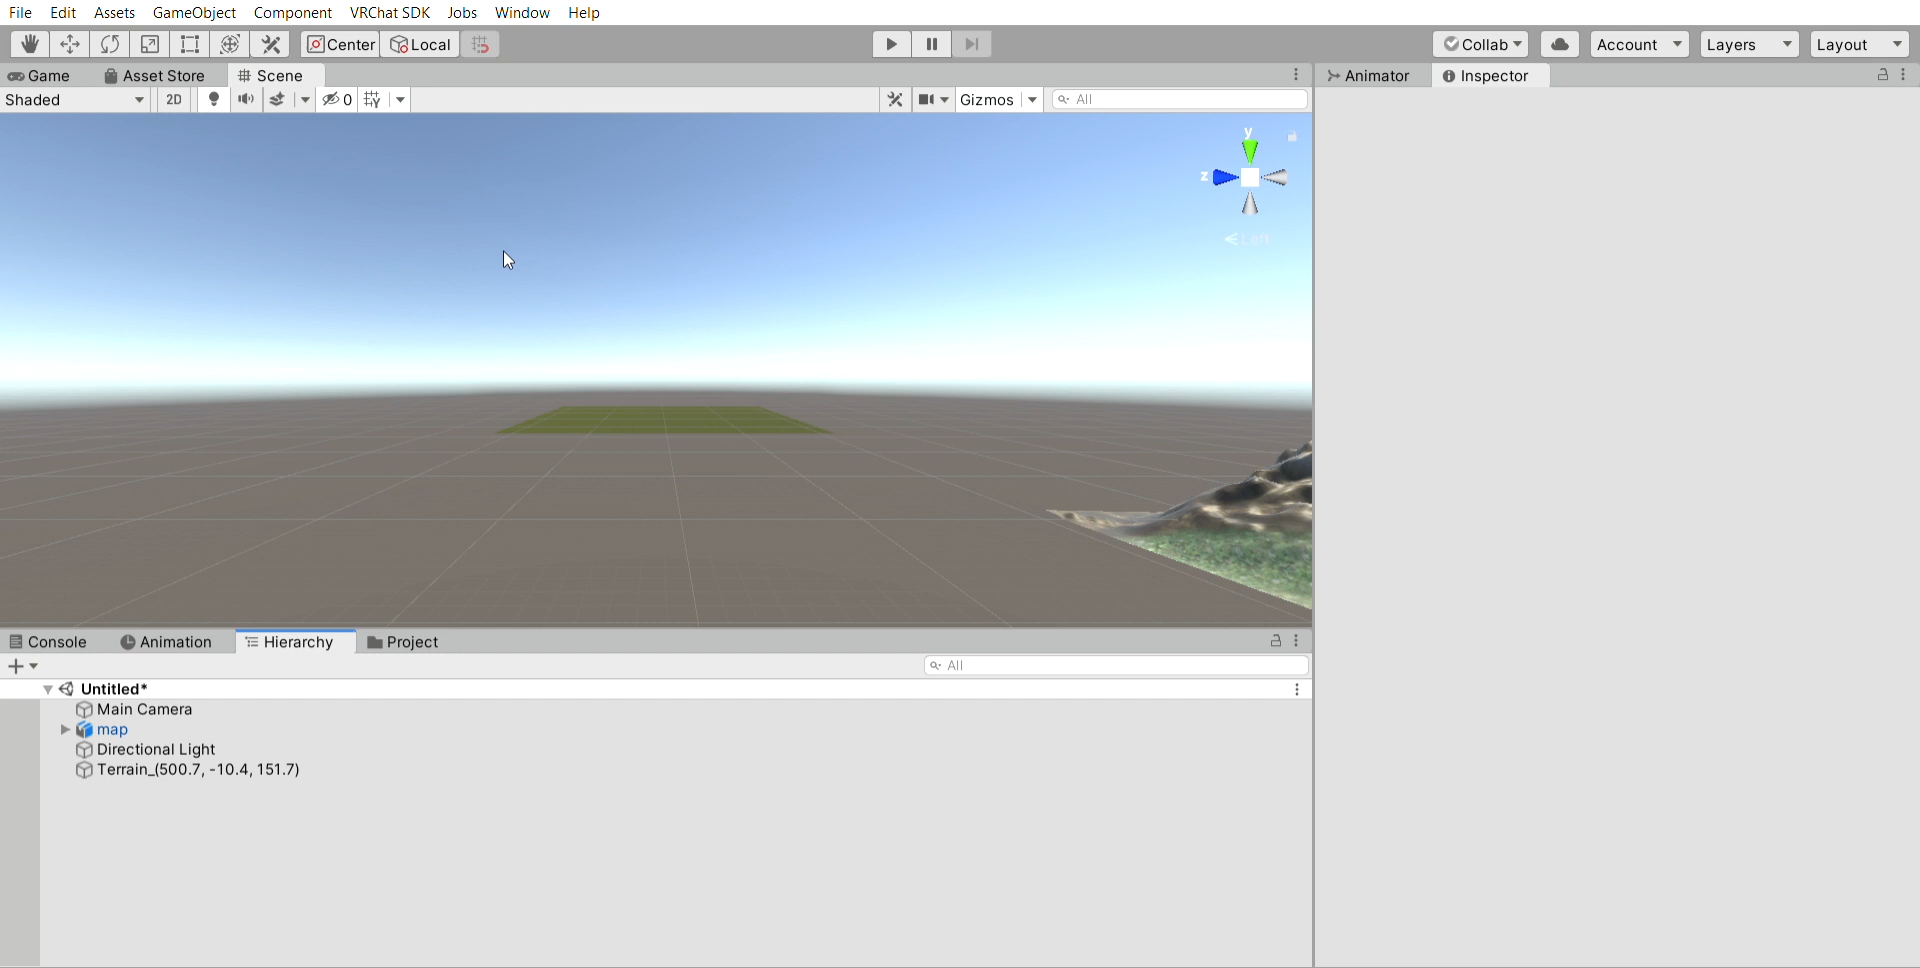 File Edit Assets GameObject Component VRChat SDK Jobs Window Help
Center Local Collab Account Layers Layout
Game Asset Store Scene Animator Inspector
Shaded 2D 0 Gizmos All
y
z
Left
Console Animation Hierarchy Project
All
Untitled*
Main Camera
map
Directional Light
Terrain_(500.7, -10.4, 151.7)